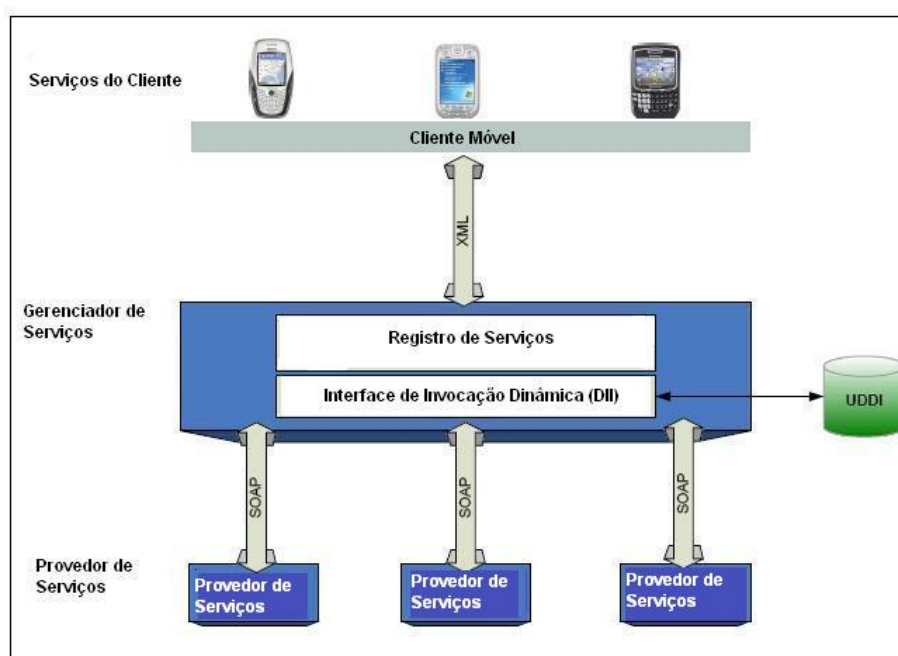 Serviços do Cliente
Cliente Móvel
XML
Gerenciador de
Serviços
Registro de Serviços
Interface de Invocação Dinâmica (DII)
UDDI
SOAP
SOAP
SOAP
Provedor de
Serviços
Provedor de
Serviços
Provedor de
Serviços
Provedor de
Serviços